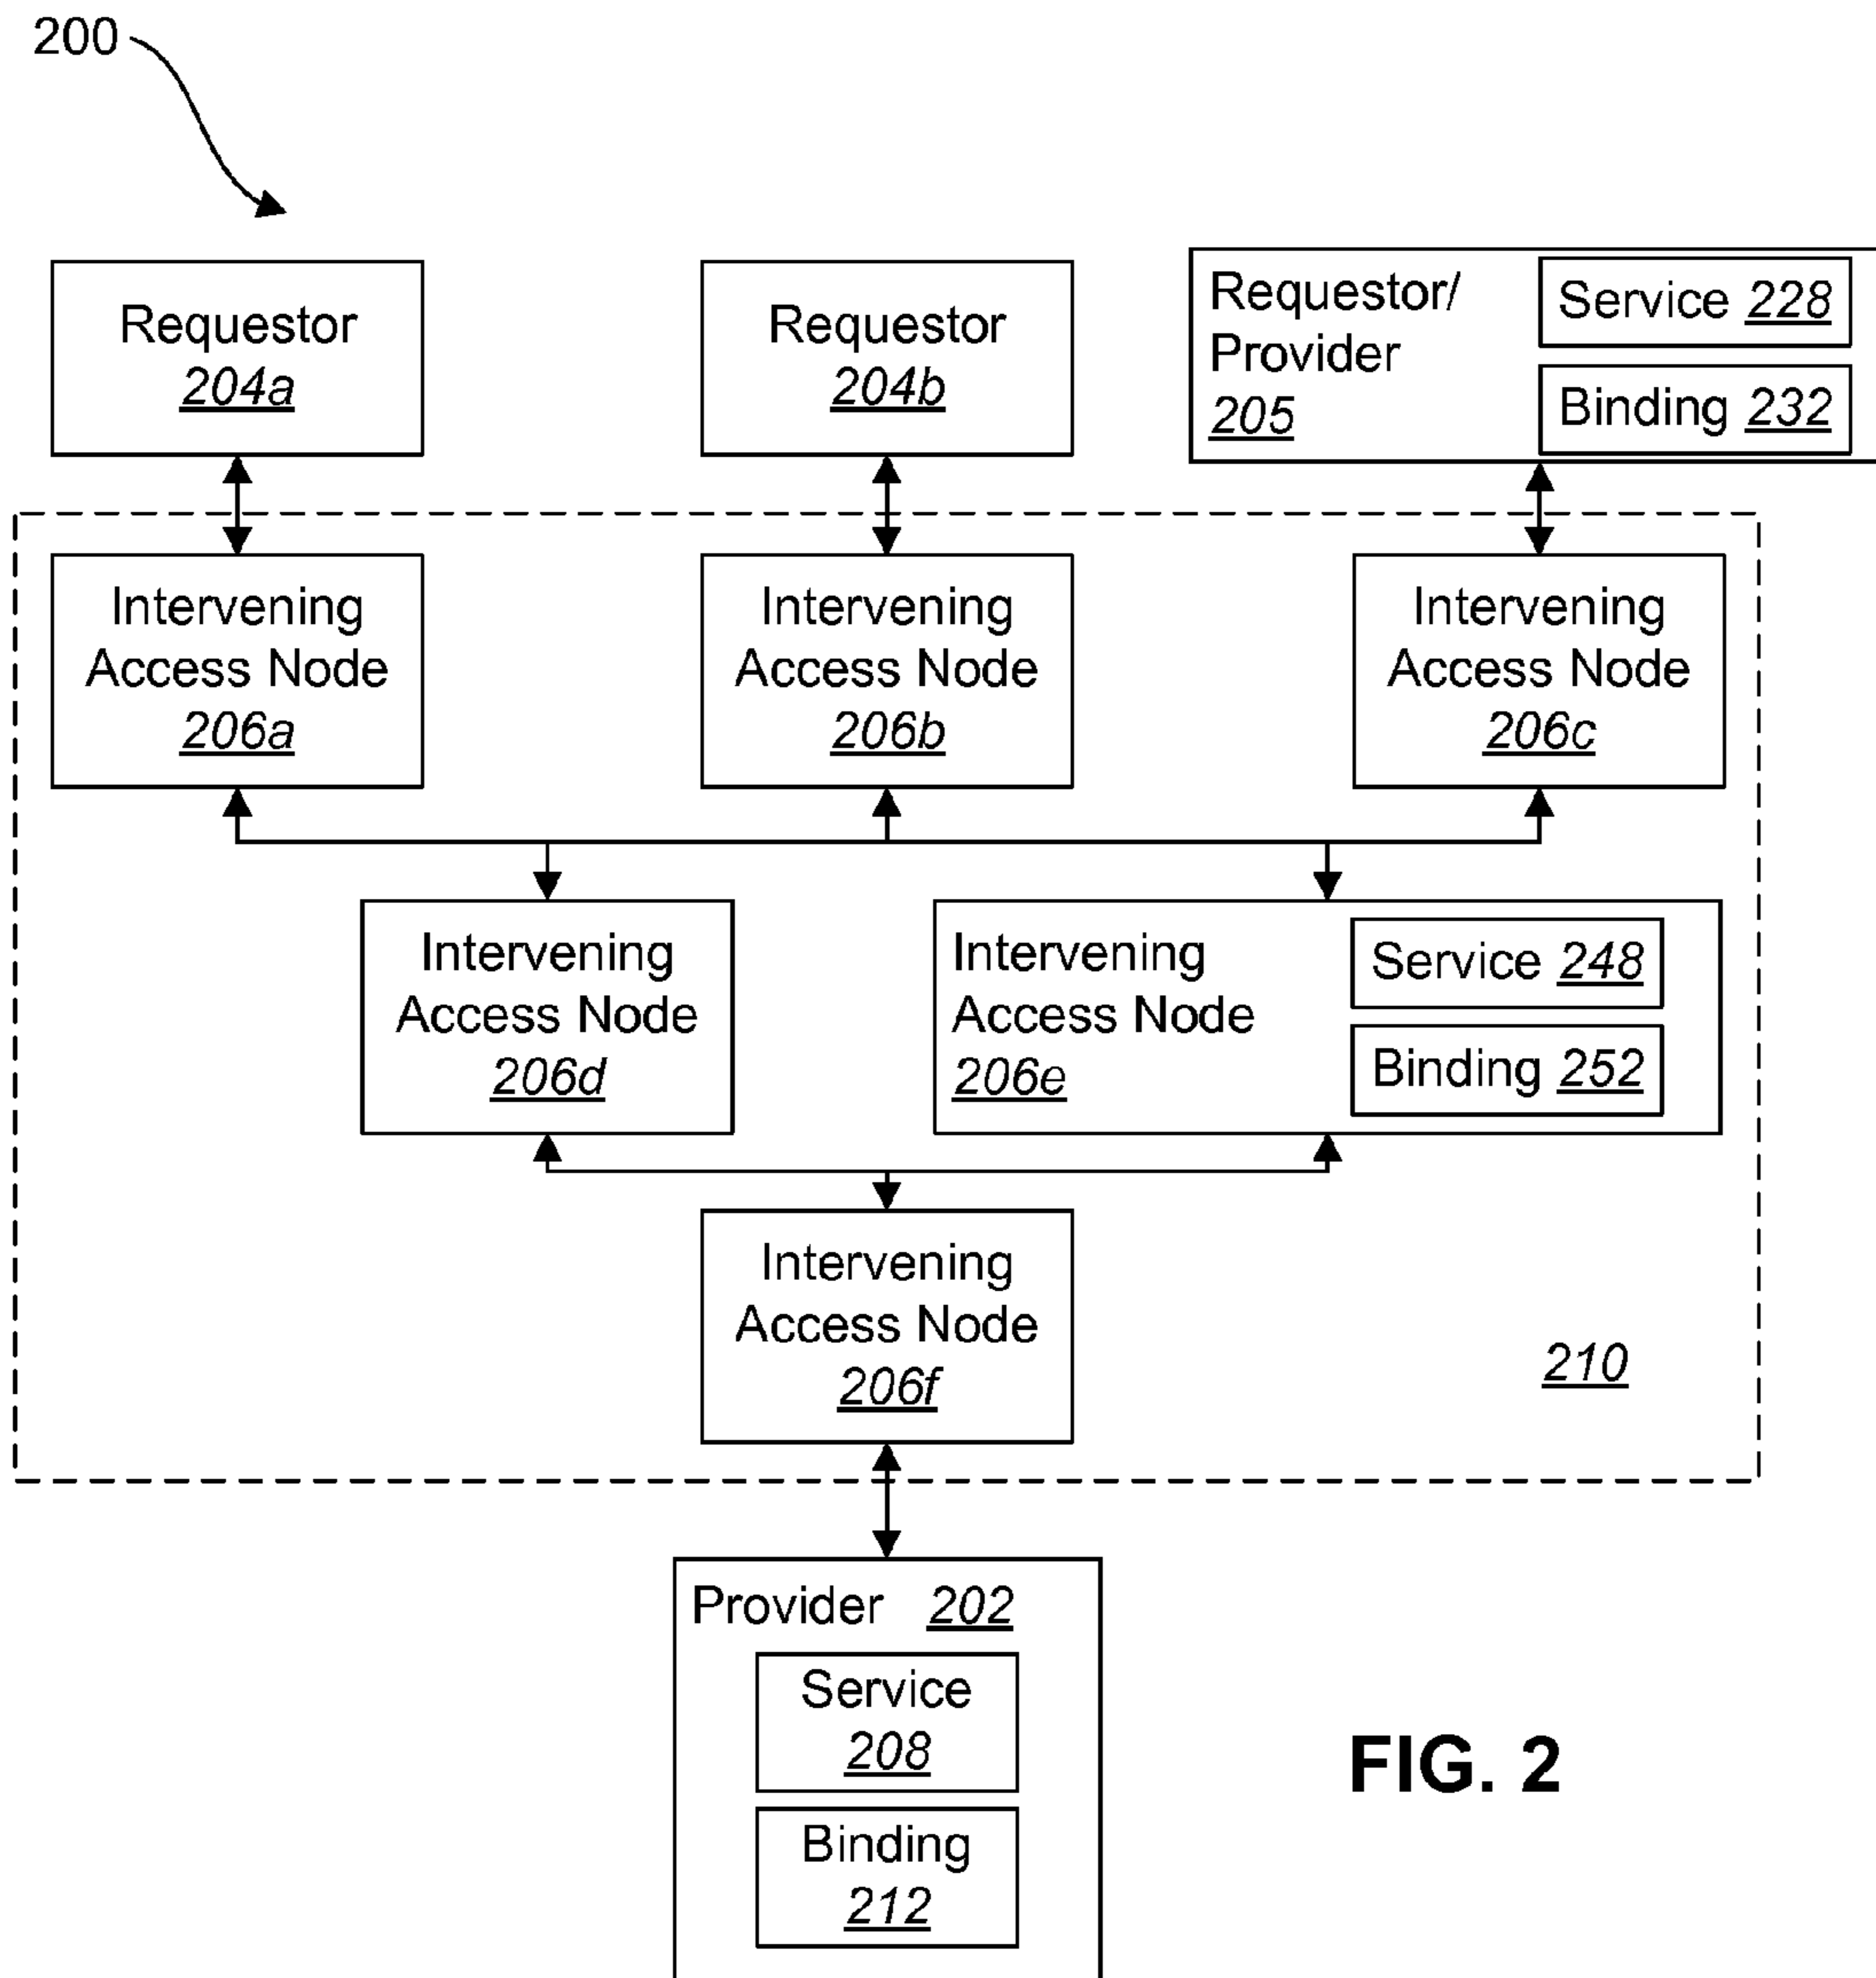 200
Requestor
204a
Requestor
204b
Requestor/
Provider
205
Service 228
Binding 232
Intervening
Access Node
206a
Intervening
Access Node
206b
Intervening
Access Node
206c
Intervening
Access Node
206d
Intervening
Access Node
206e
Service 248
Binding 252
Intervening
Access Node
206f
210
Provider 202
Service
208
Binding
212
FIG. 2